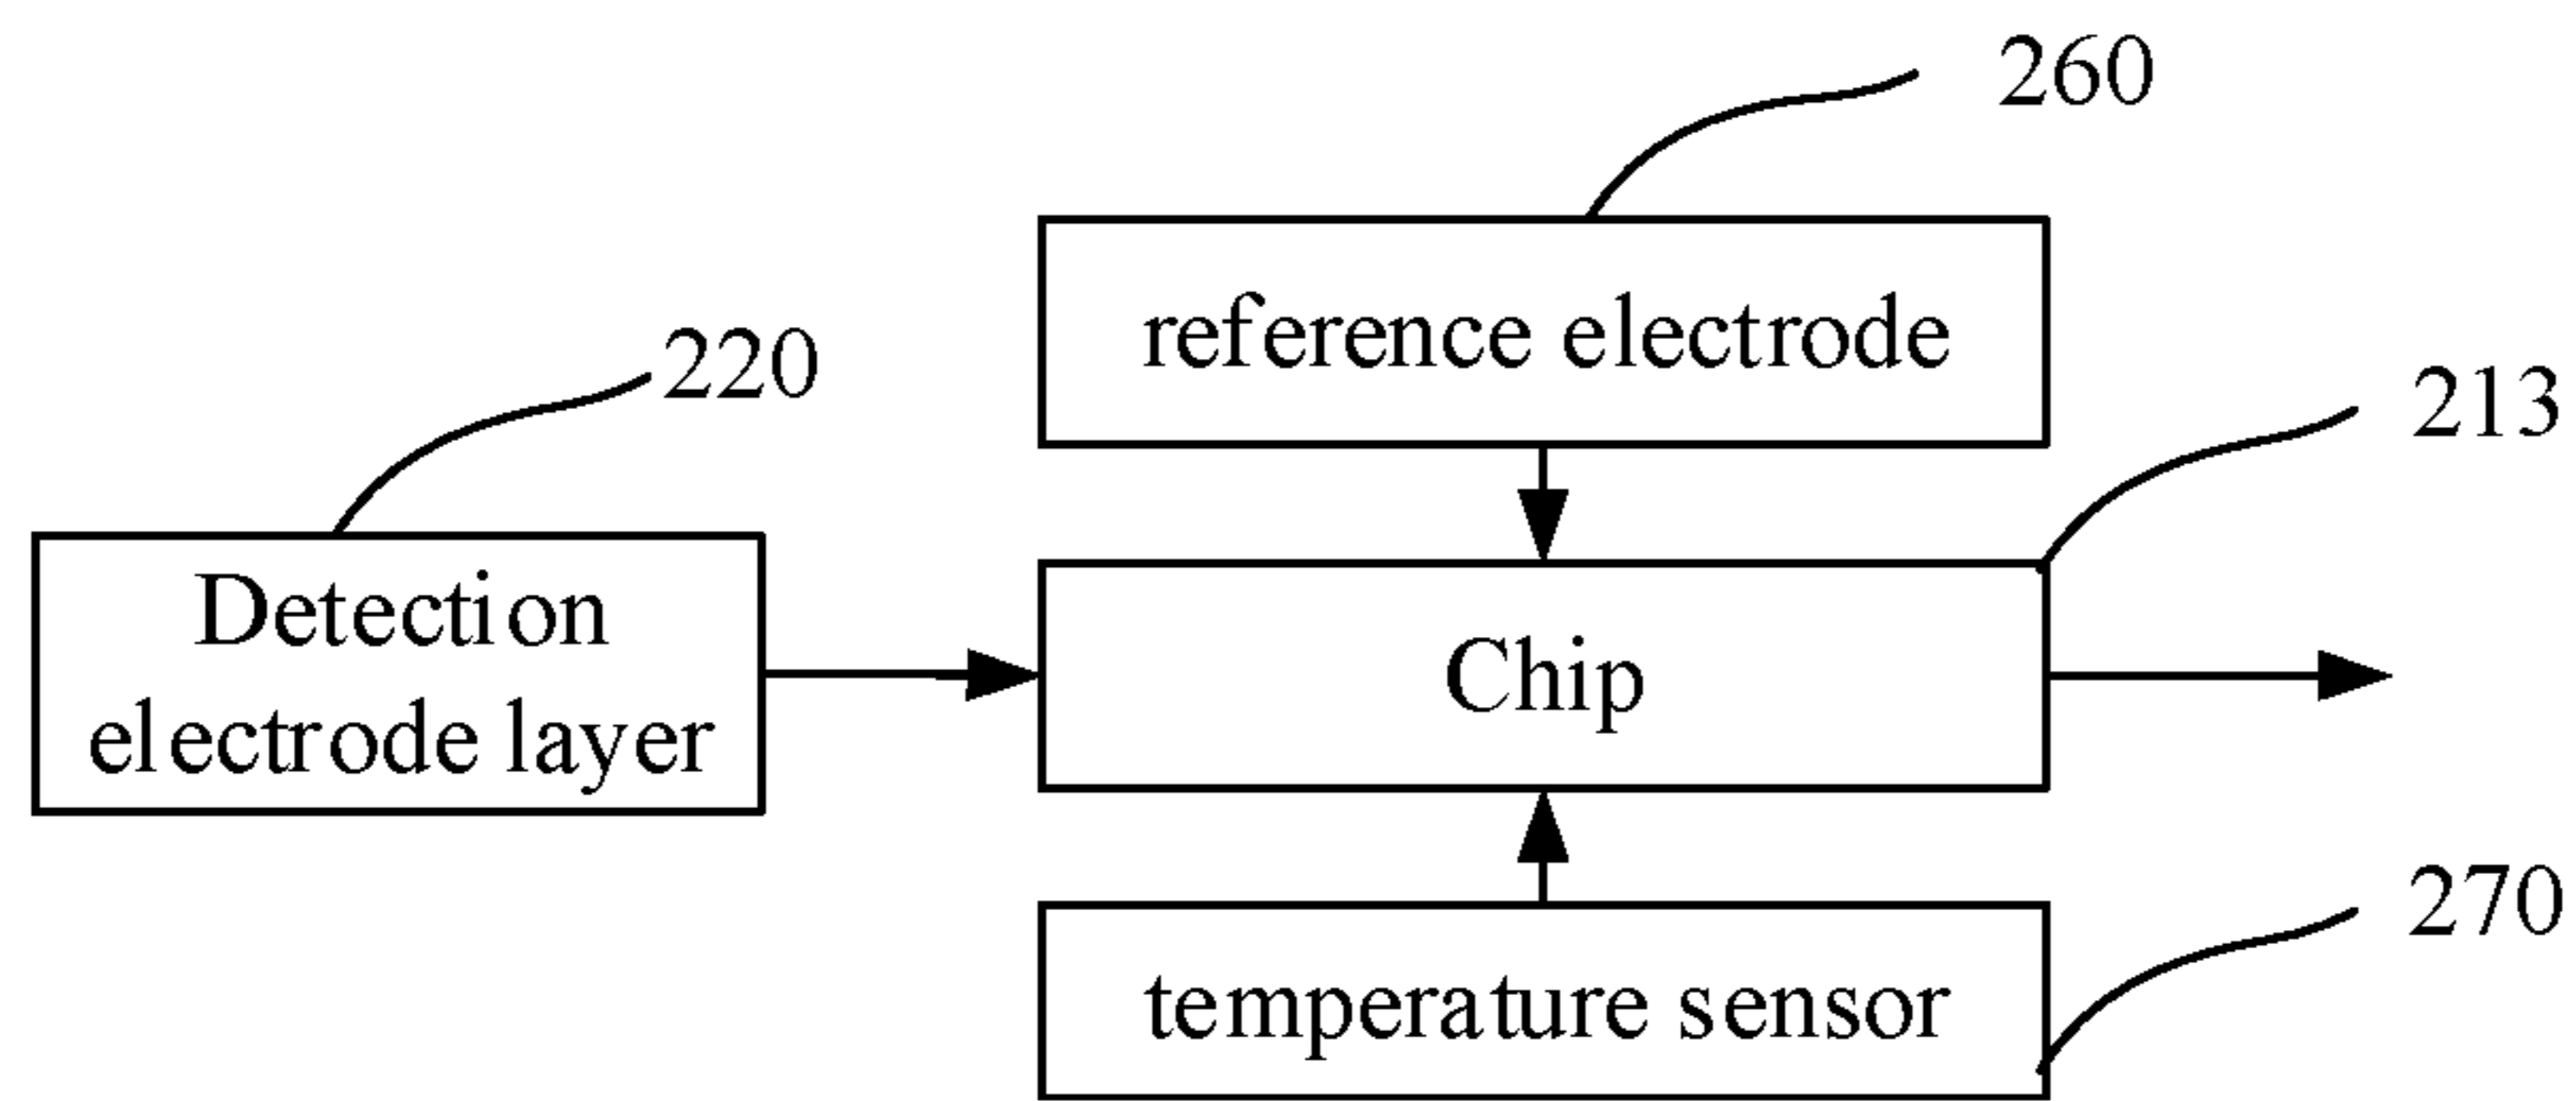 260
reference electrode
220
213
Detection
electrode layer
Chip
270
temperature sensor